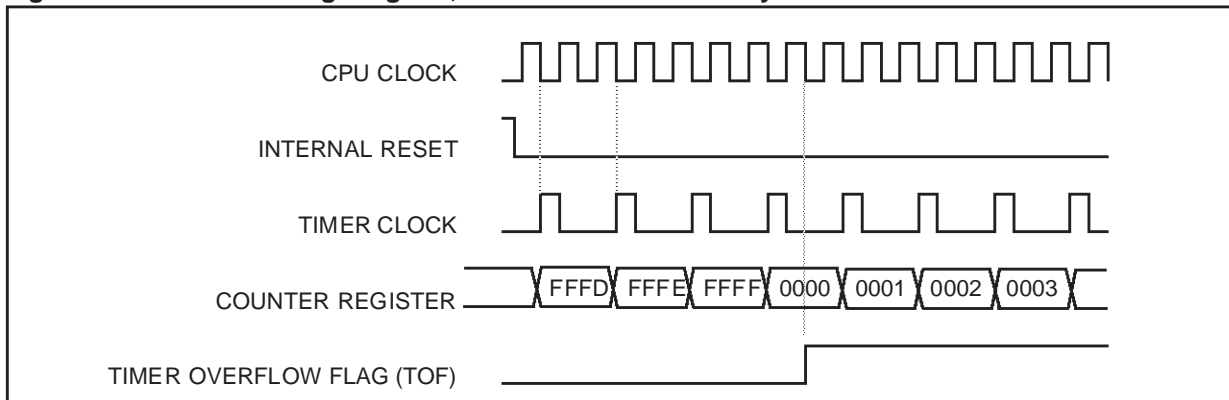 CPU CLOCK
INTERNAL RESET
TIMER CLOCK
COUNTER REGISTER
FFFD FFFE FFFF 0000 0001 0002 0003
TIMER OVERFLOW FLAG (TOF)